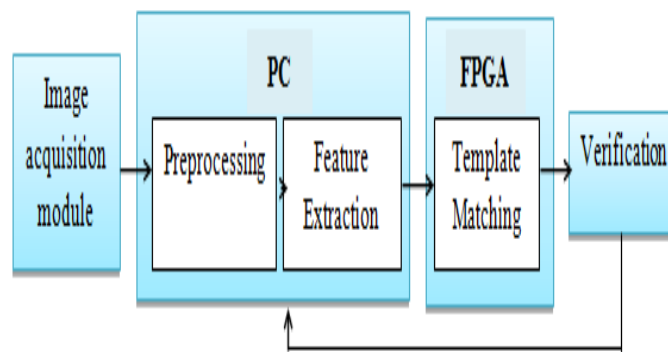 Image
acquisition
module
PC
Preprocessing
Feature
Extraction
FPGA
Template
Matching
Verification